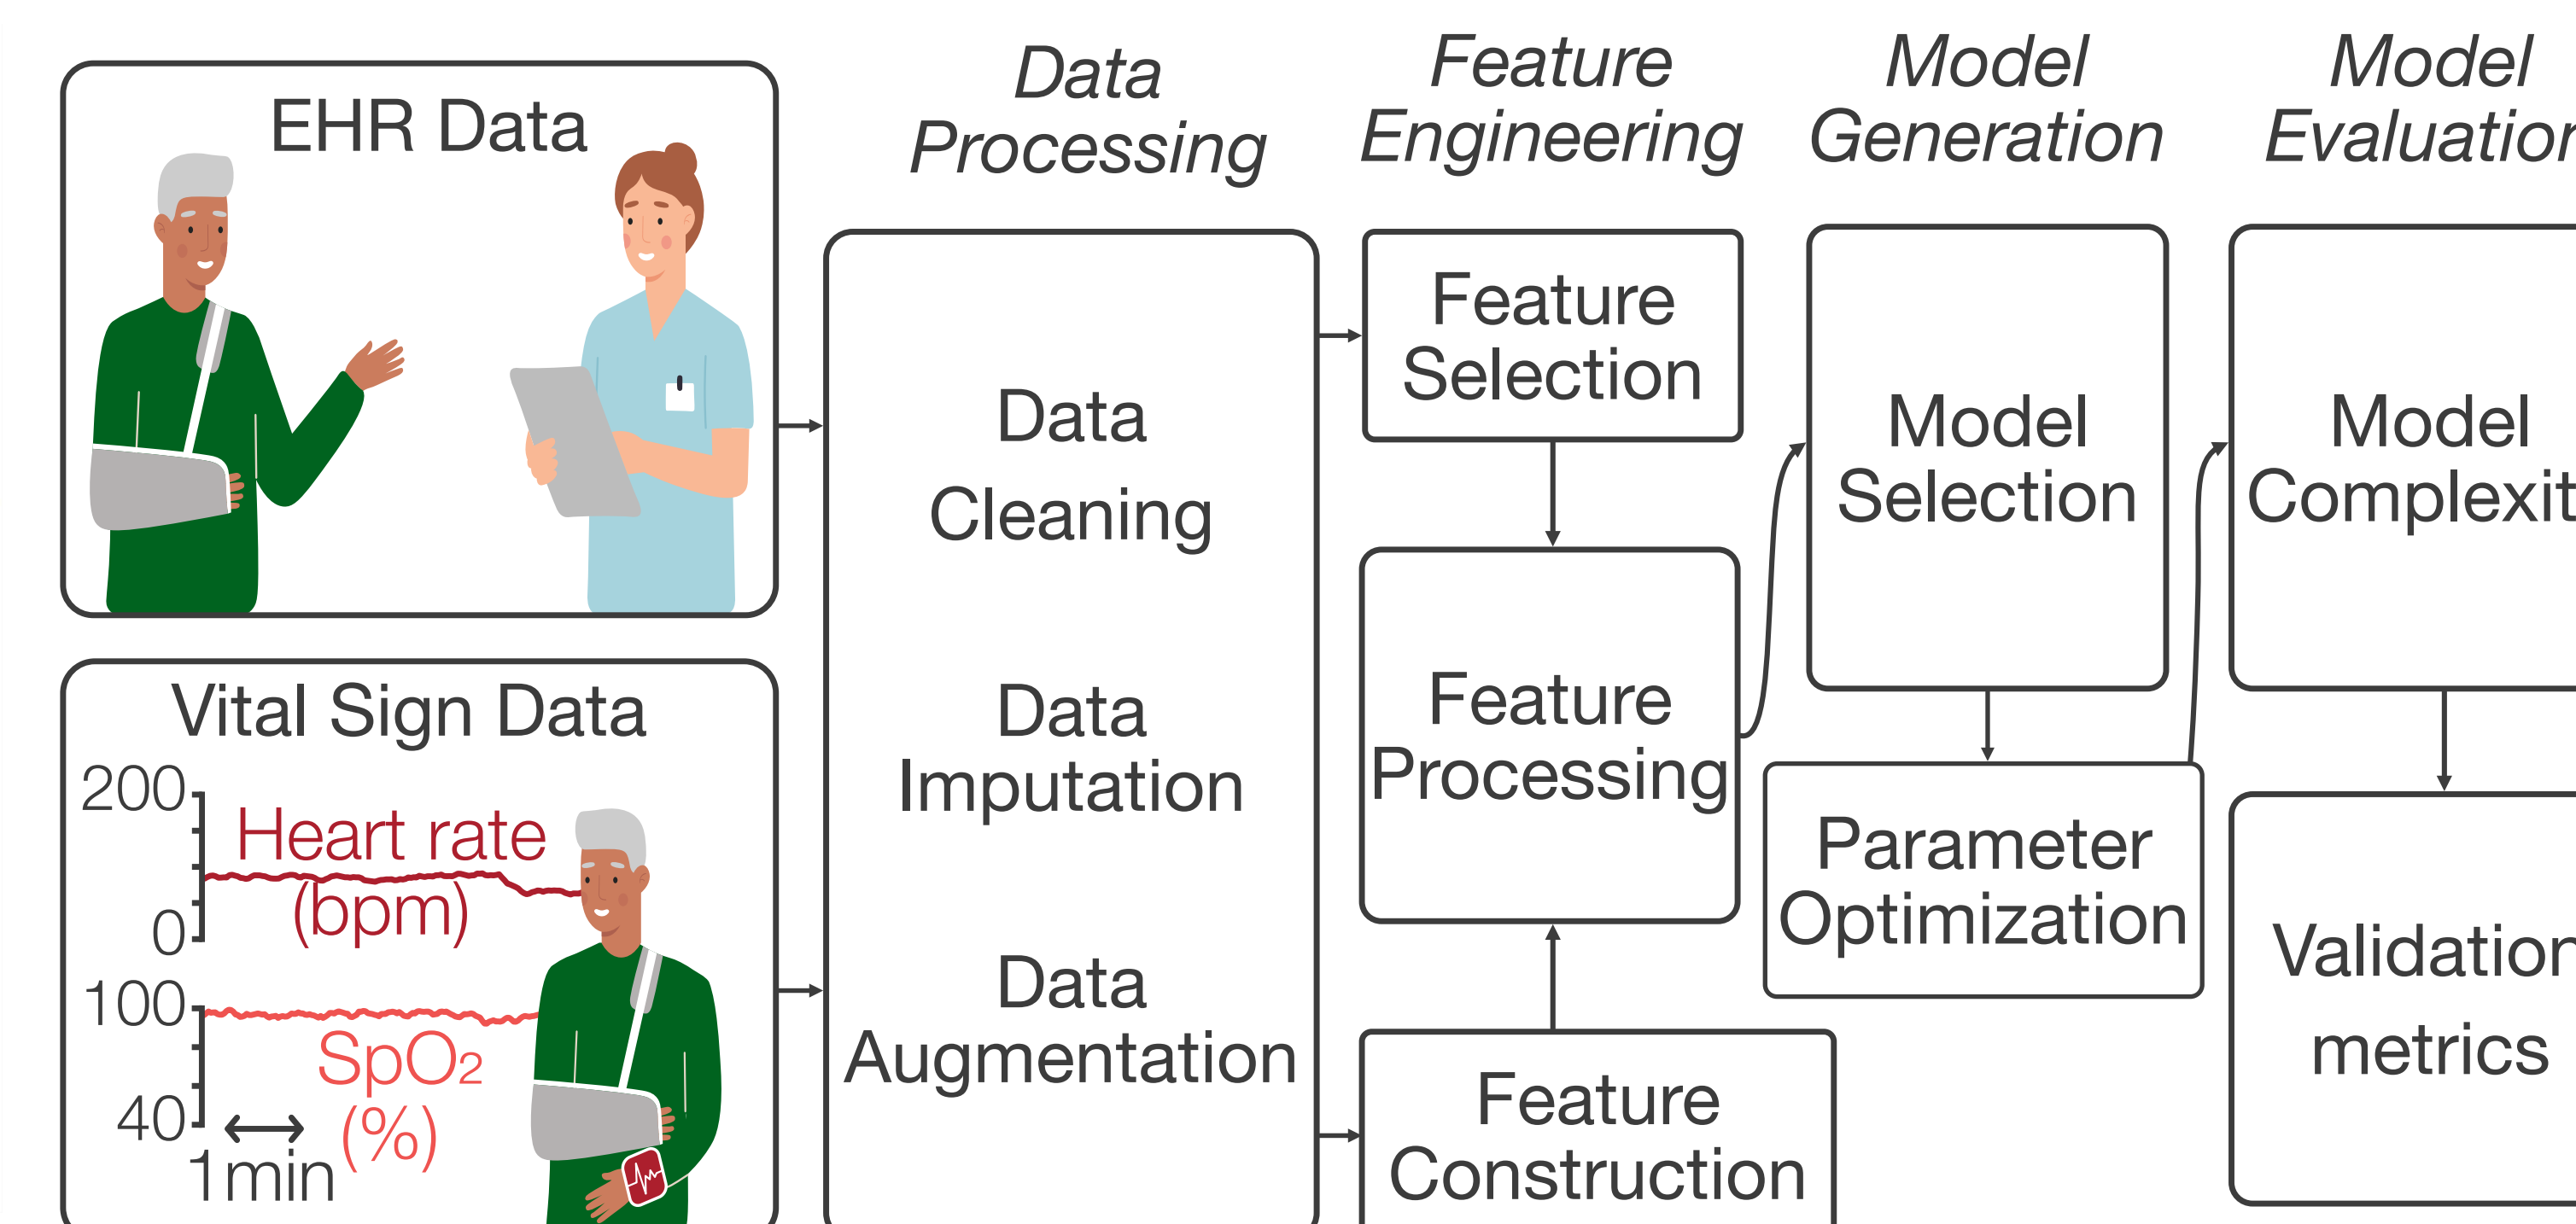 EHR Data
Vital Sign Data
200
Heart rate
(bpm)
0
100
SpO₂
(%)
40
1min
Data
Processing
Data
Cleaning
Data
Imputation
Data
Augmentation
Feature
Engineering
Feature
Selection
Feature
Processing
Feature
Construction
Model
Generation
Model
Selection
Parameter
Optimization
Model
Evaluation
Model
Complexit
Validation
metrics